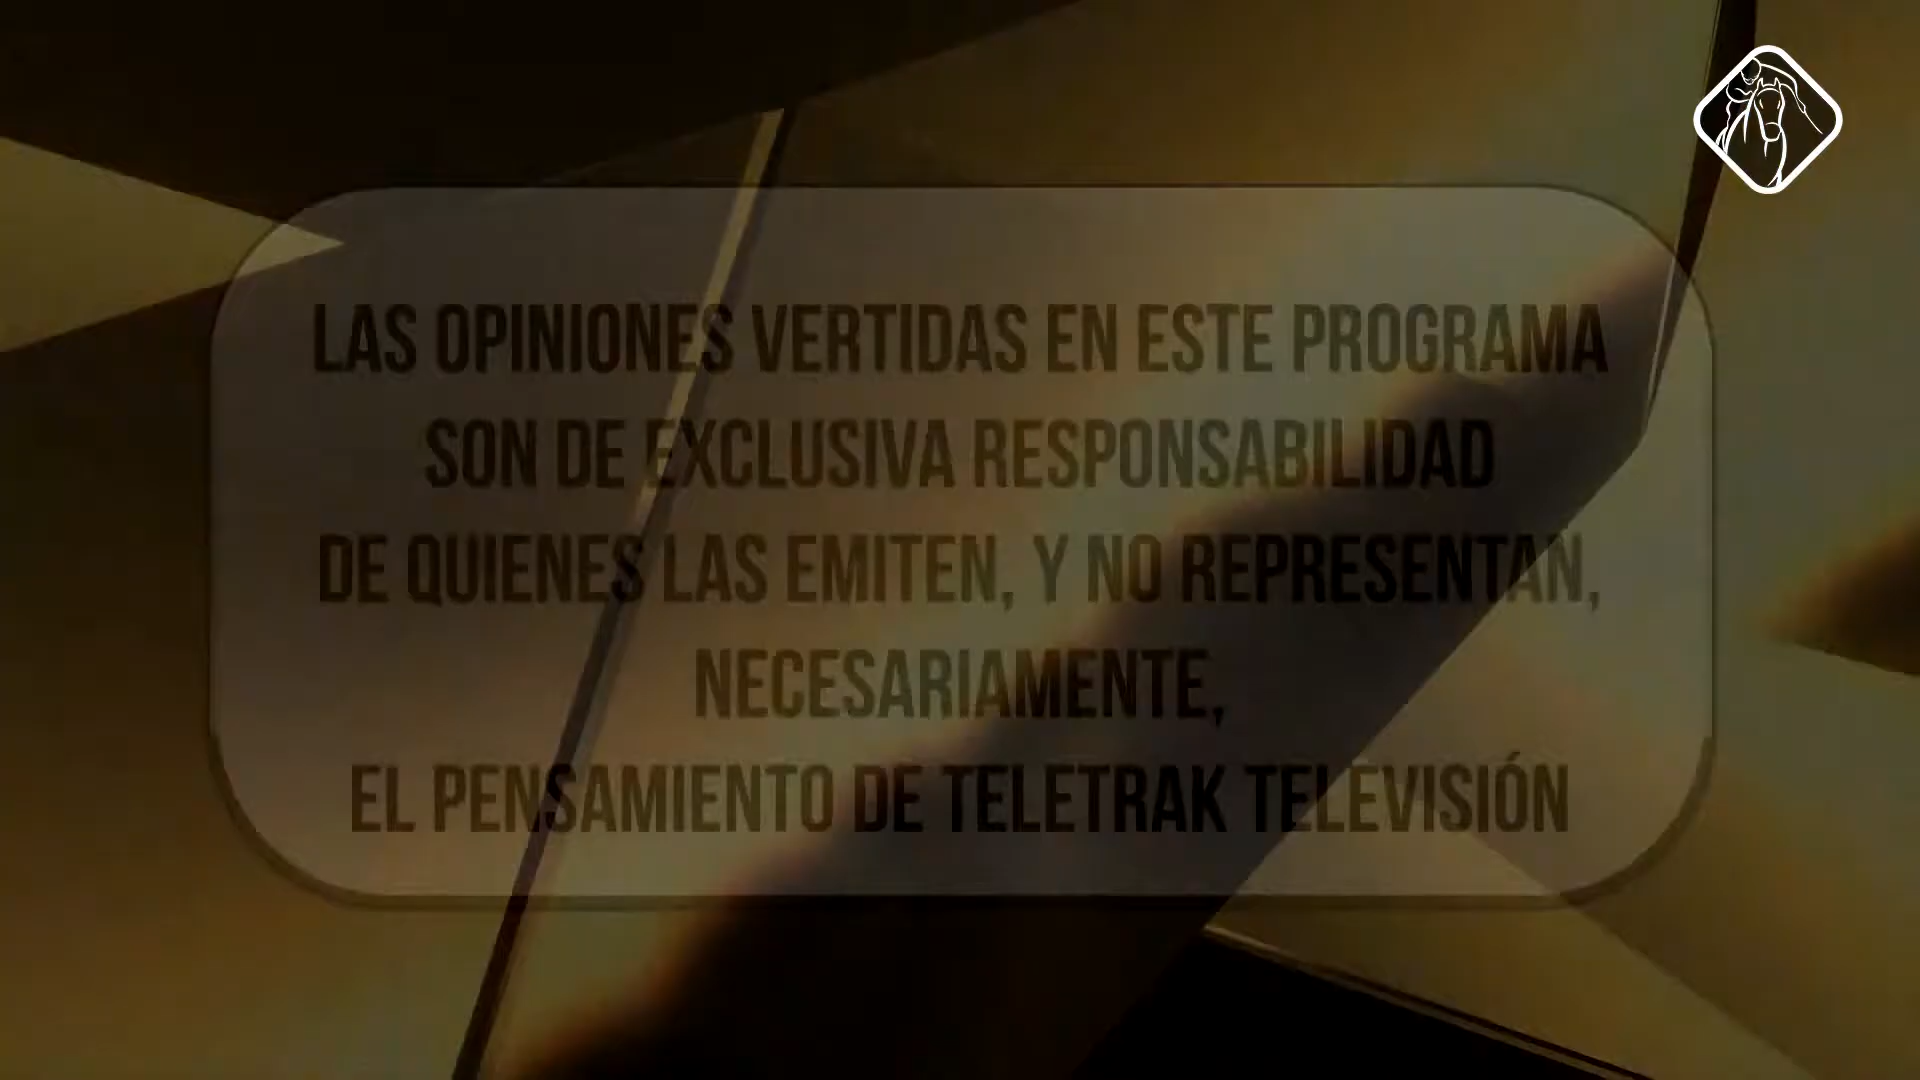 LAS OPINIONES VERTIDAS EN ESTE PROGRAMA
SON DE EXCLUSIVA RESPONSABILIDAD
DE QUIENES LAS EMITEN, Y NO REPRESENTAN,
NECESARIAMENTE,
EL PENSAMIENTO DE TELETRAK TELEVISIÓN